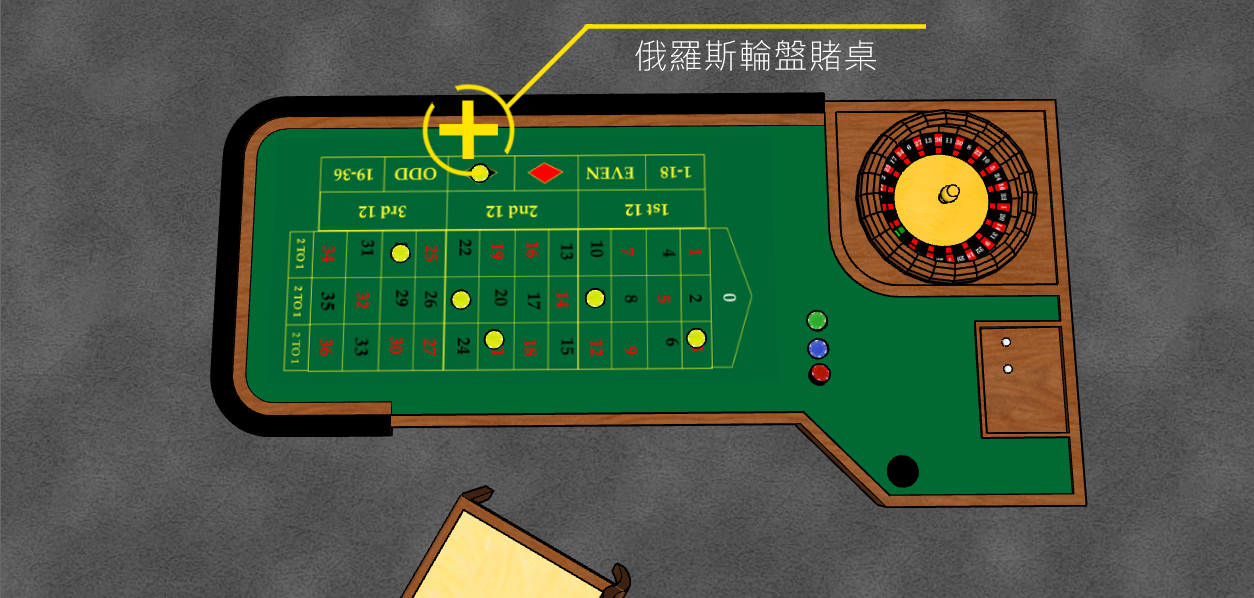 俄羅斯輪盤賭桌
19-36 ODD EVEN 1-18
3rd 12 2nd 12 1st 12
2 TO 1 34 31 25 22 19 16 13 10 7 4 1
2 TO 1 35 32 29 26 20 17 14 8 5 2 0
2 TO 1 36 33 30 27 24 18 15 12 9 6